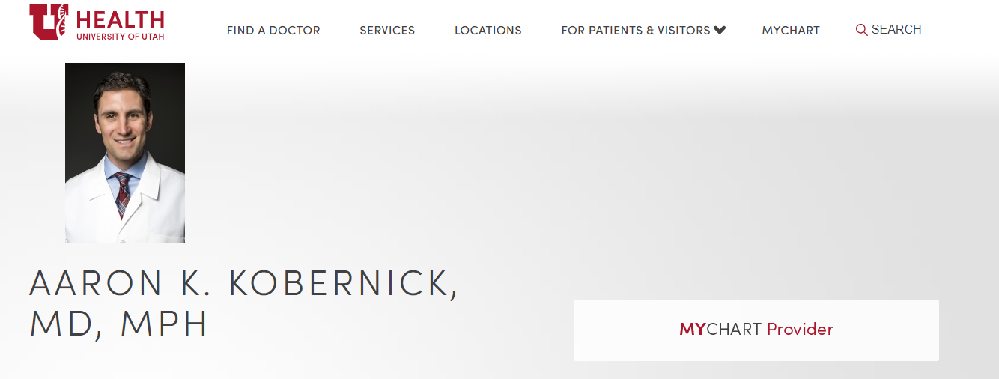 HEALTH
UNIVERSITY OF UTAH
FIND A DOCTOR
SERVICES
LOCATIONS
FOR PATIENTS & VISITORS
MYCHART
SEARCH
AARON K. KOBERNICK,
MD, MPH
MYCHART Provider